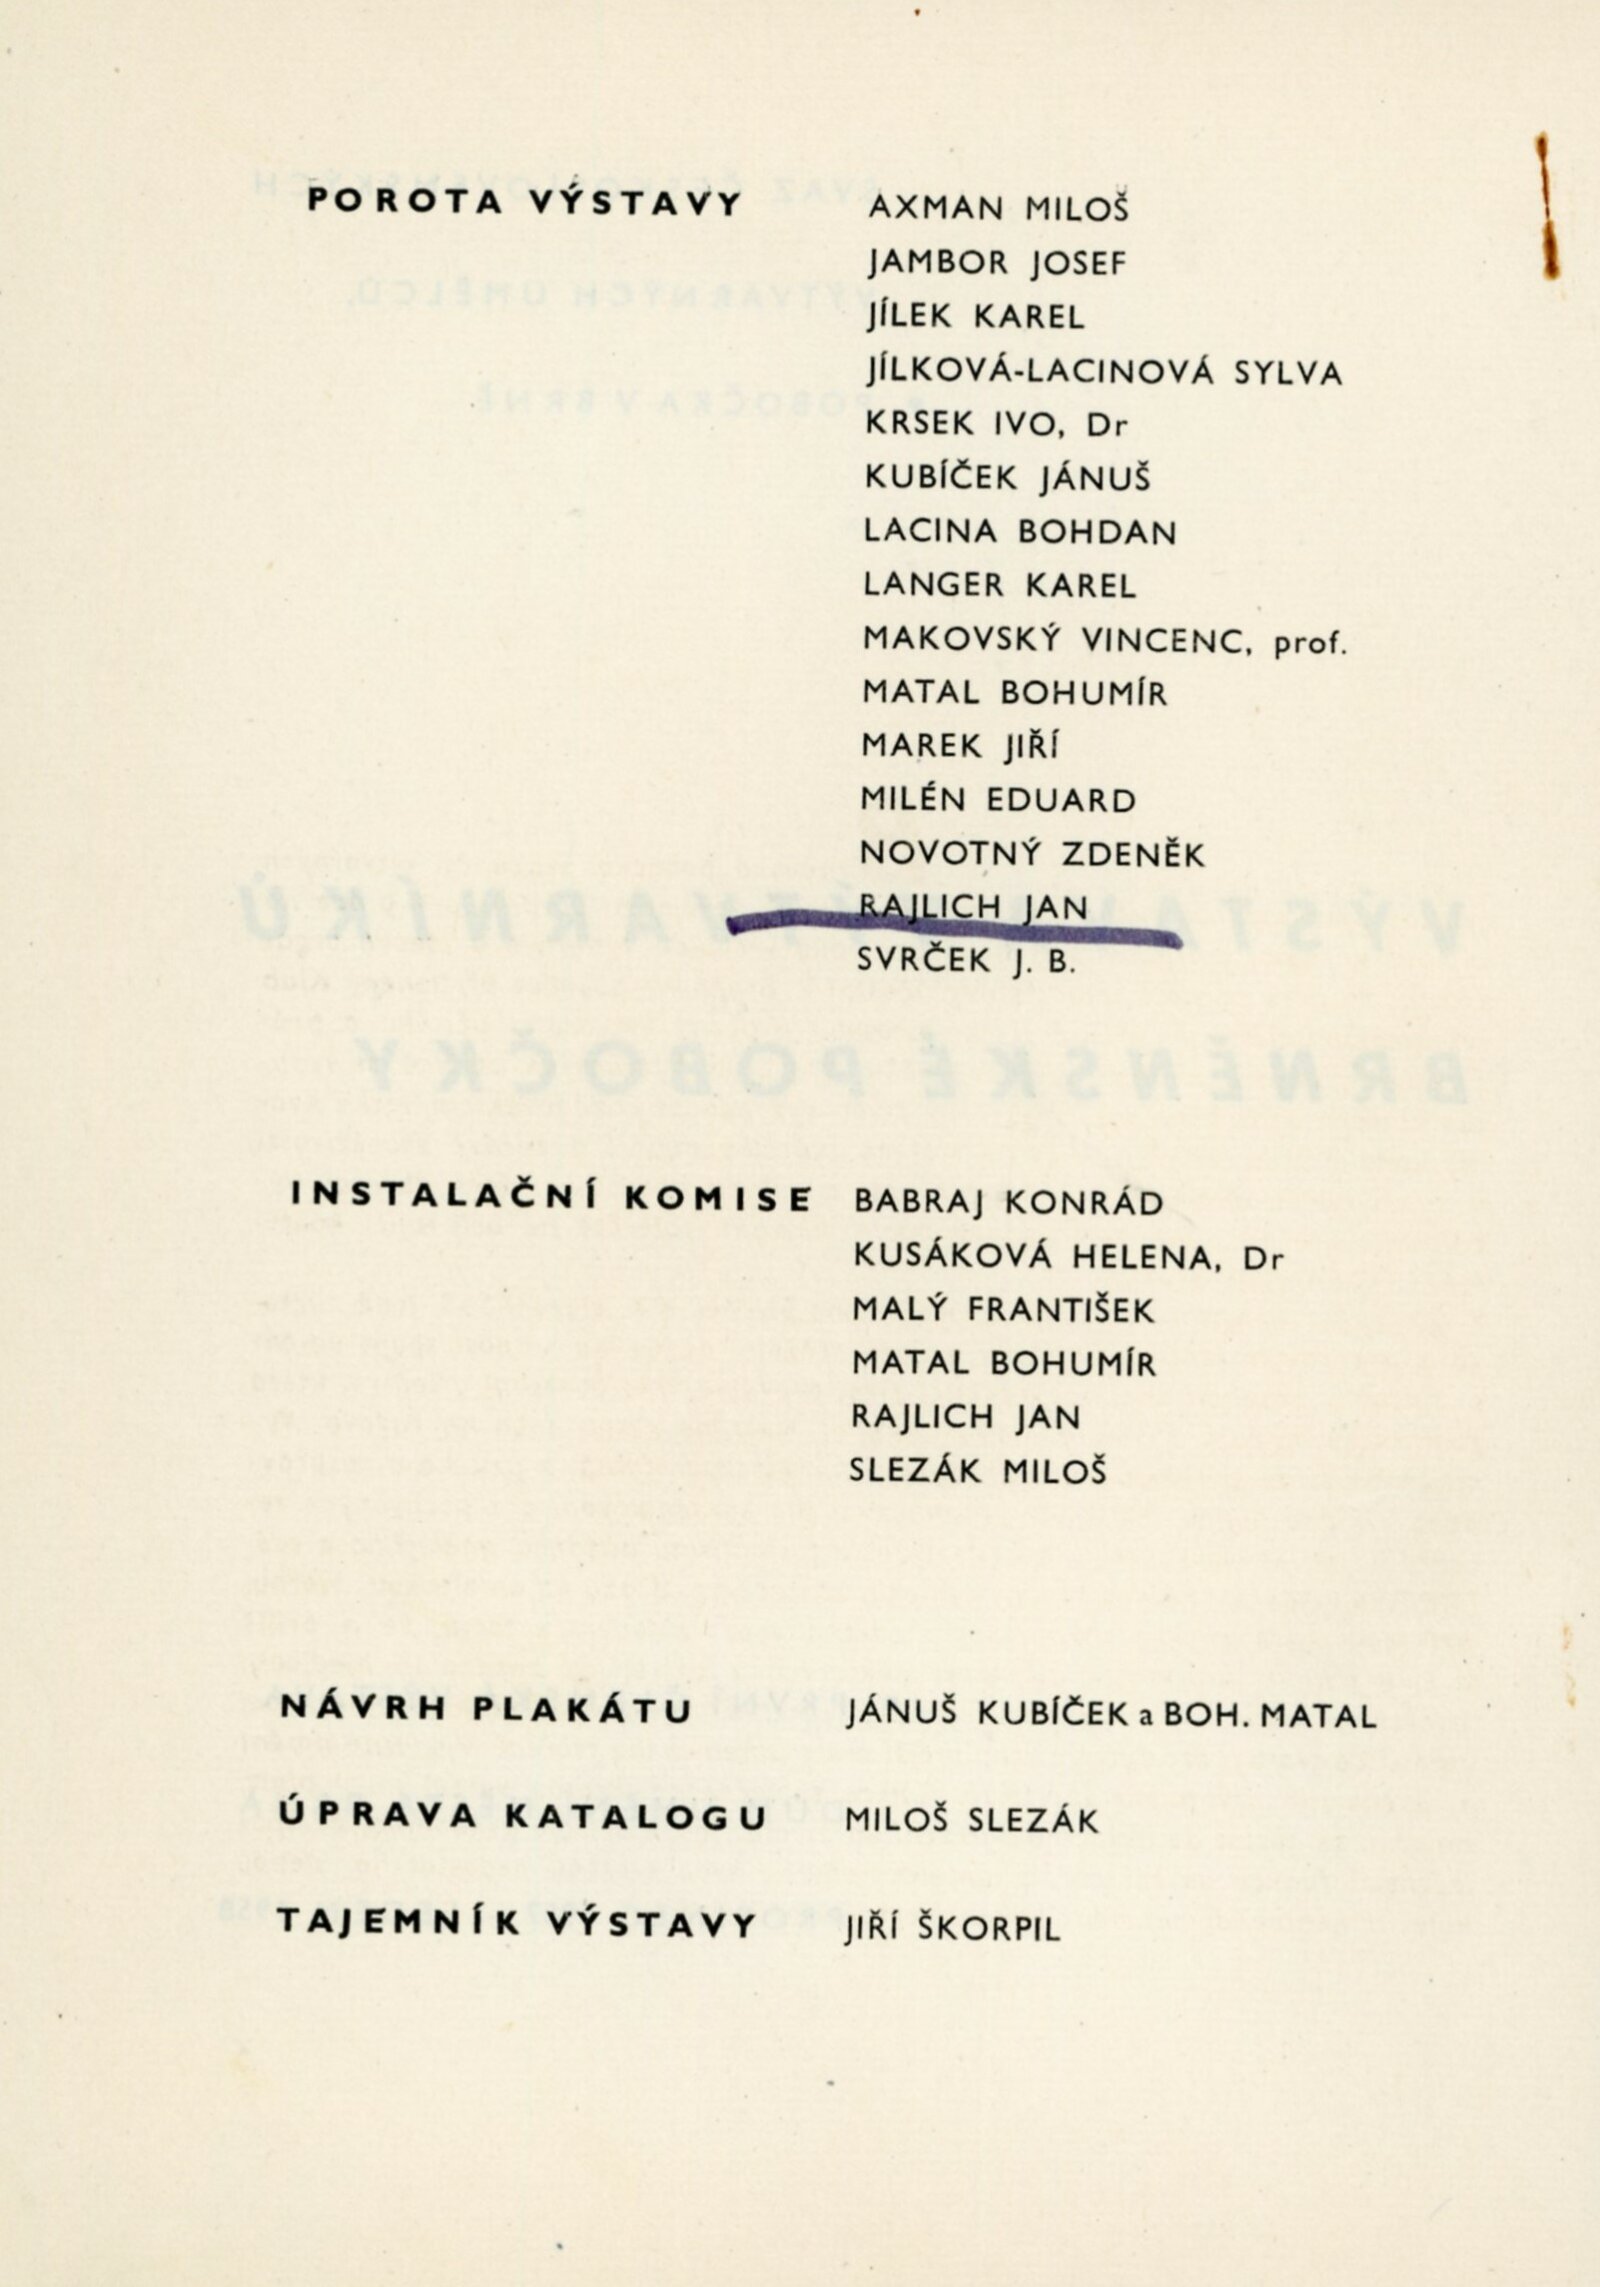 POROTA VÝSTAVY AXMAN MILOŠ
JAMBOR JOSEF
JÍLEK KAREL
JÍLKOVÁ-LACINOVÁ SYLVA
KRSEK IVO, Dr
KUBÍČEK JÁNUŠ
LACINA BOHDAN
LANGER KAREL
MAKOVSKÝ VINCENC, prof.
MATAL BOHUMÍR
MAREK JIŘÍ
MILÉN EDUARD
NOVOTNÝ ZDENĚK
RAJLICH JAN
SVRČEK J. B.
INSTALAČNÍ KOMISE BABRAJ KONRÁD
KUSÁKOVÁ HELENA, Dr
MALÝ FRANTIŠEK
MATAL BOHUMÍR
RAJLICH JAN
SLEZÁK MILOŠ
NÁVRH PLAKÁTU JÁNUŠ KUBÍČEK a BOH. MATAL
ÚPRAVA KATALOGU MILOŠ SLEZÁK
TAJEMNÍK VÝSTAVY JIŘÍ ŠKORPIL